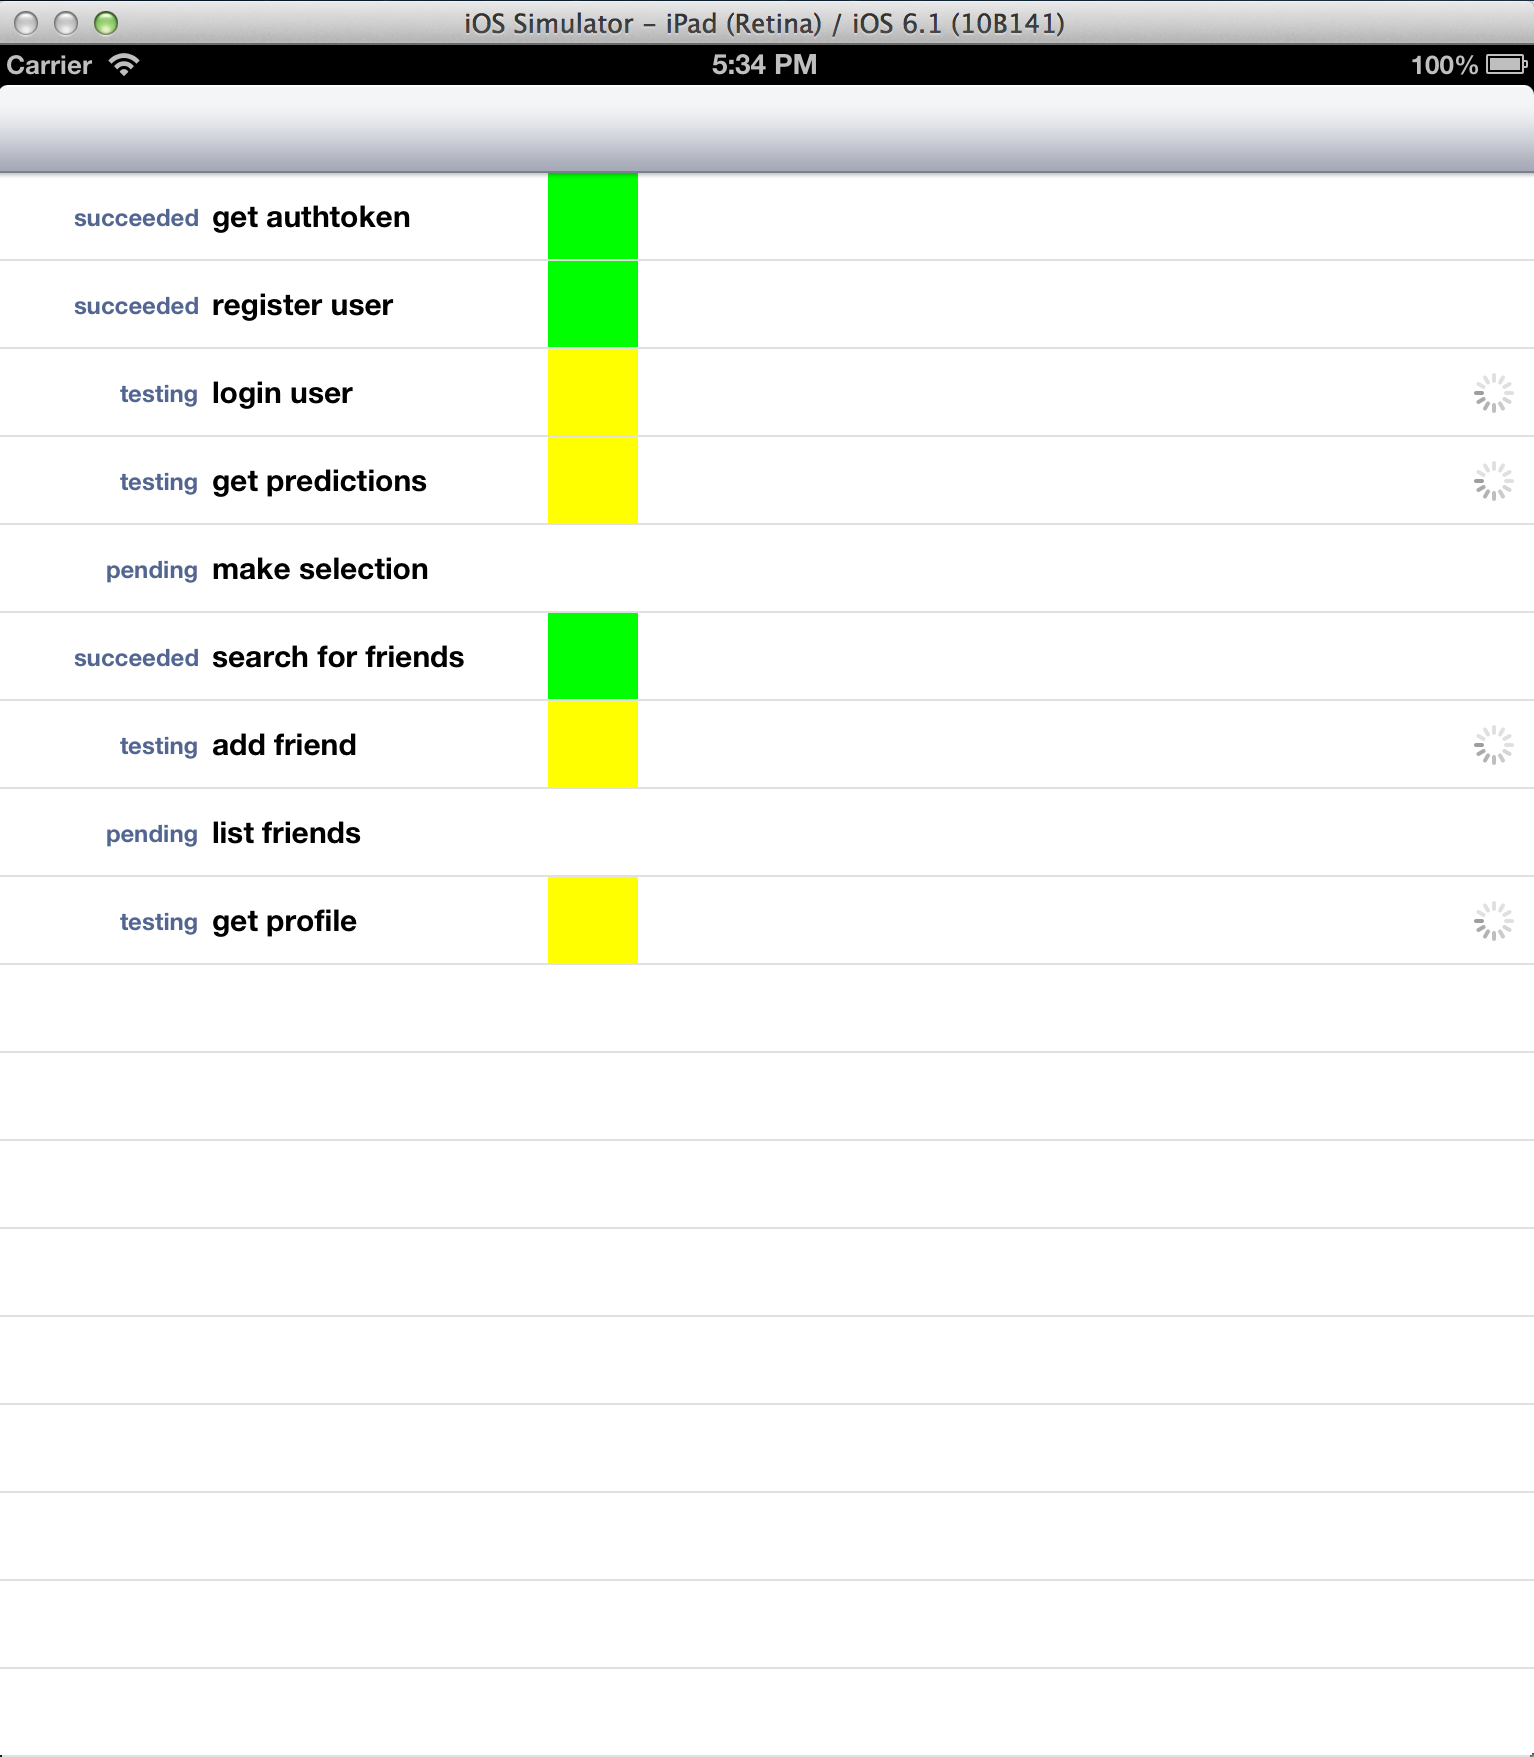 iOS Simulator – iPad (Retina) / iOS 6.1 (10B141)
Carrier 5:34 PM 100%
succeeded get authtoken
succeeded register user
testing login user
testing get predictions
pending make selection
succeeded search for friends
testing add friend
pending list friends
testing get profile